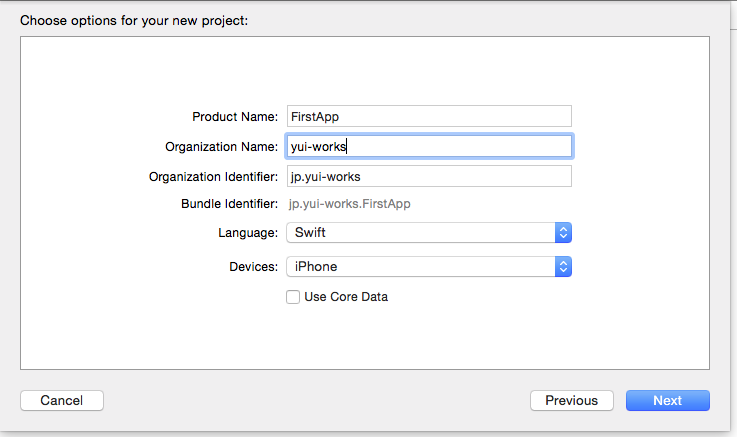 Choose options for your new project:
Product Name: FirstApp
Organization Name: yui-works
Organization Identifier: jp.yui-works
Bundle Identifier: jp.yui-works.FirstApp
Language: Swift
Devices: iPhone
Use Core Data
Cancel Previous Next